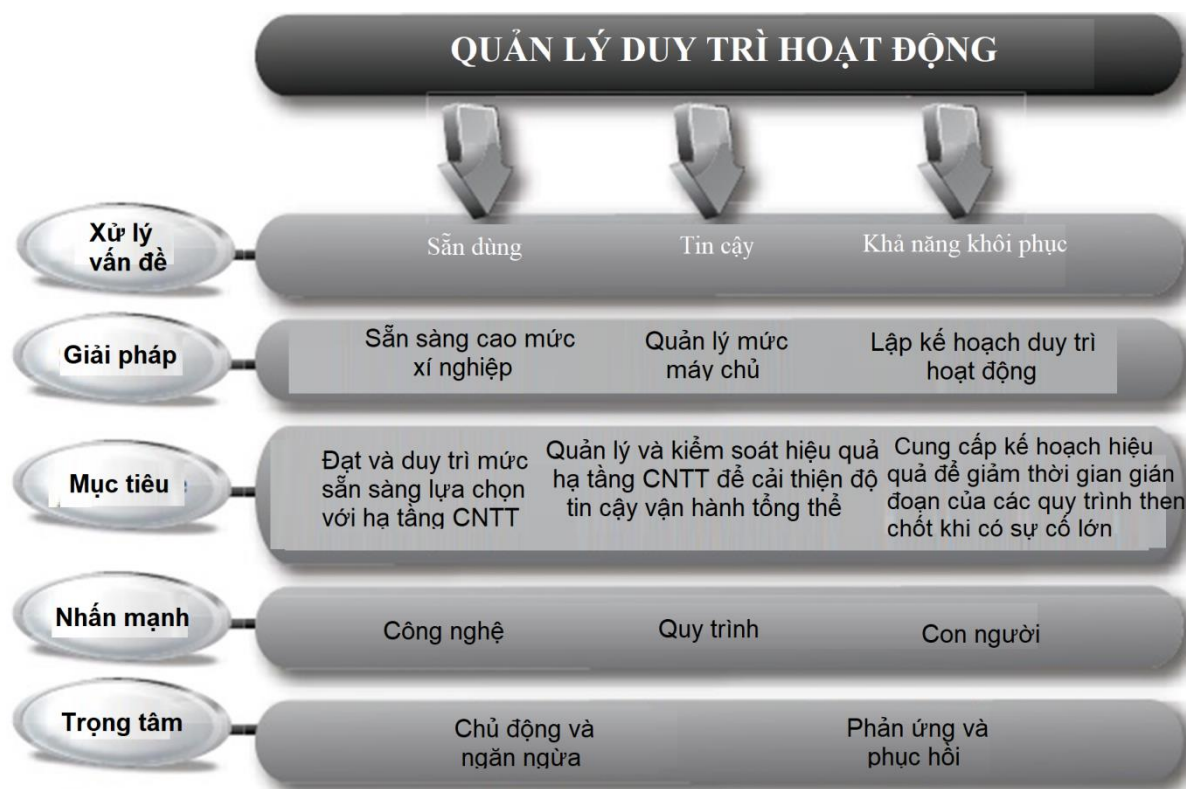 QUẢN LÝ DUY TRÌ HOẠT ĐỘNG
Xử lý
vấn đề
Sẵn dùng
Tin cậy
Khả năng khôi phục
Giải pháp
Sẵn sàng cao mức
xí nghiệp
Quản lý mức
máy chủ
Lập kế hoạch duy trì
hoạt động
Mục tiêu
Đạt và duy trì mức
sẵn sàng lựa chọn
với hạ tầng CNTT
Quản lý và kiểm soát hiệu quả
hạ tầng CNTT để cải thiện độ
tin cậy vận hành tổng thể
Cung cấp kế hoạch hiệu
quả để giảm thời gian gián
đoạn của các quy trình then
chốt khi có sự cố lớn
Nhấn mạnh
Công nghệ
Quy trình
Con người
Trọng tâm
Chủ động và
ngăn ngừa
Phản ứng và
phục hồi